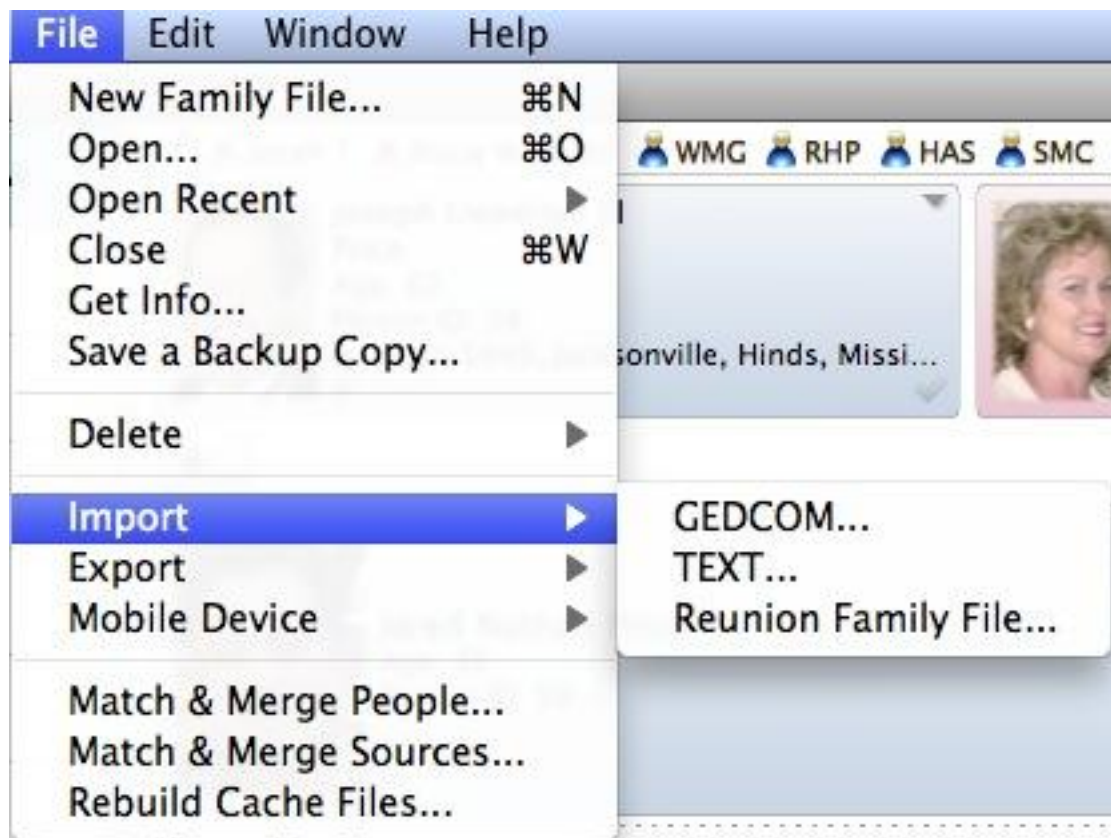 File Edit Window Help
New Family File... ⌘N
Open... ⌘O
Open Recent
Close ⌘W
Get Info...
Save a Backup Copy...
Delete
Import
Export
Mobile Device
Match & Merge People...
Match & Merge Sources...
Rebuild Cache Files...
GEDCOM...
TEXT...
Reunion Family File...
WMG RHP HAS SMC
sonville, Hinds, Missi...